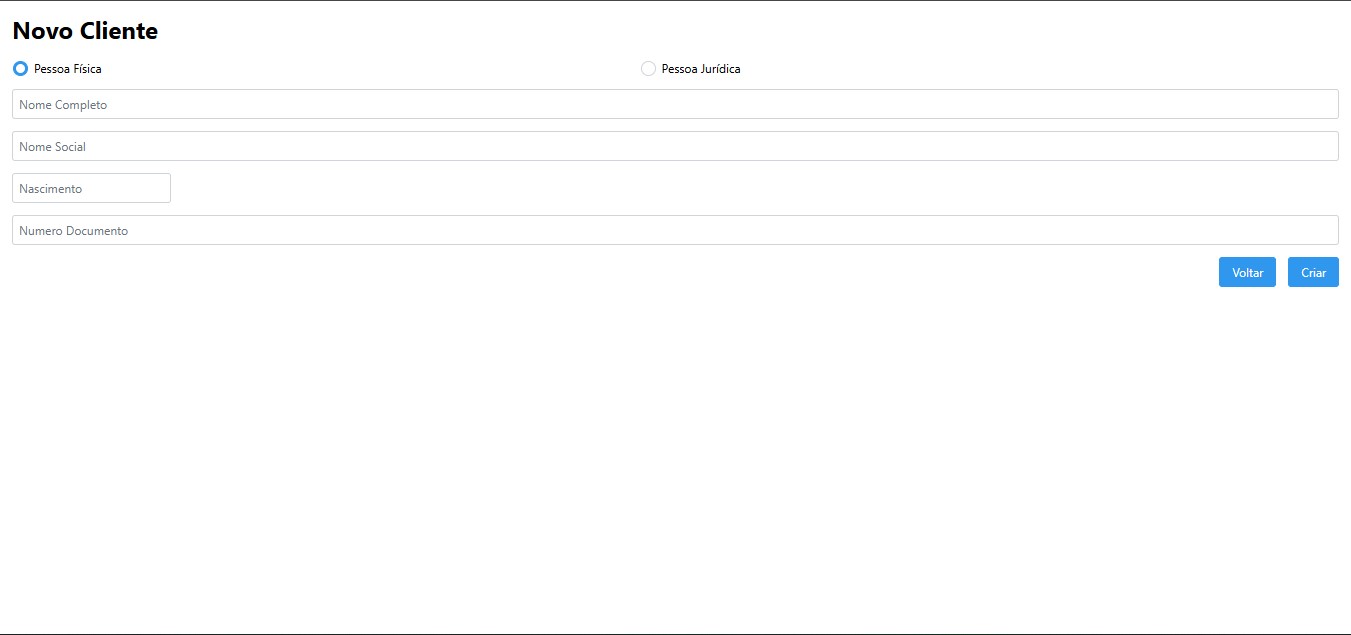 Novo Cliente
Pessoa Física Pessoa Jurídica
Nome Completo
Nome Social
Nascimento
Numero Documento
Voltar Criar